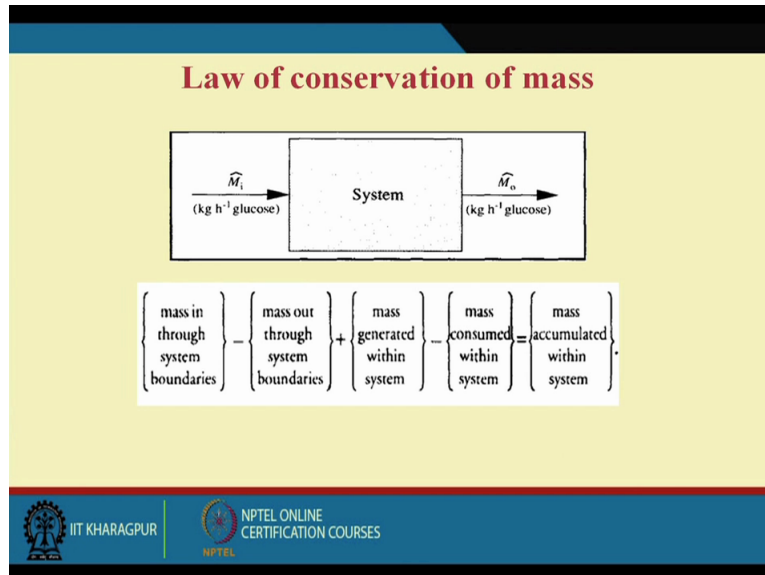 Law of conservation of mass
M̂i
(kg h⁻¹ glucose)
System
M̂o
(kg h⁻¹ glucose)
{mass in through system boundaries} − {mass out through system boundaries} + {mass generated within system} − {mass consumed within system} = {mass accumulated within system}.
IIT KHARAGPUR
NPTEL
NPTEL ONLINE
CERTIFICATION COURSES